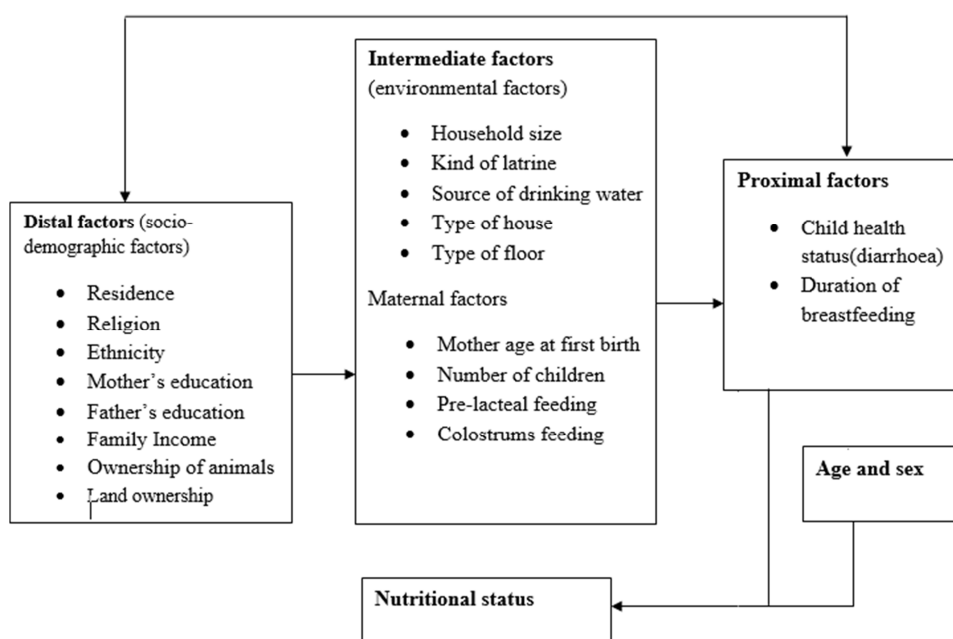 Distal factors (socio-
demographic factors)
• Residence
• Religion
• Ethnicity
• Mother's education
• Father's education
• Family Income
• Ownership of animals
• Land ownership
Intermediate factors
(environmental factors)
• Household size
• Kind of latrine
• Source of drinking water
• Type of house
• Type of floor
Maternal factors
• Mother age at first birth
• Number of children
• Pre-lacteal feeding
• Colostrums feeding
Proximal factors
• Child health
status(diarrhoea)
• Duration of
breastfeeding
Age and sex
Nutritional status